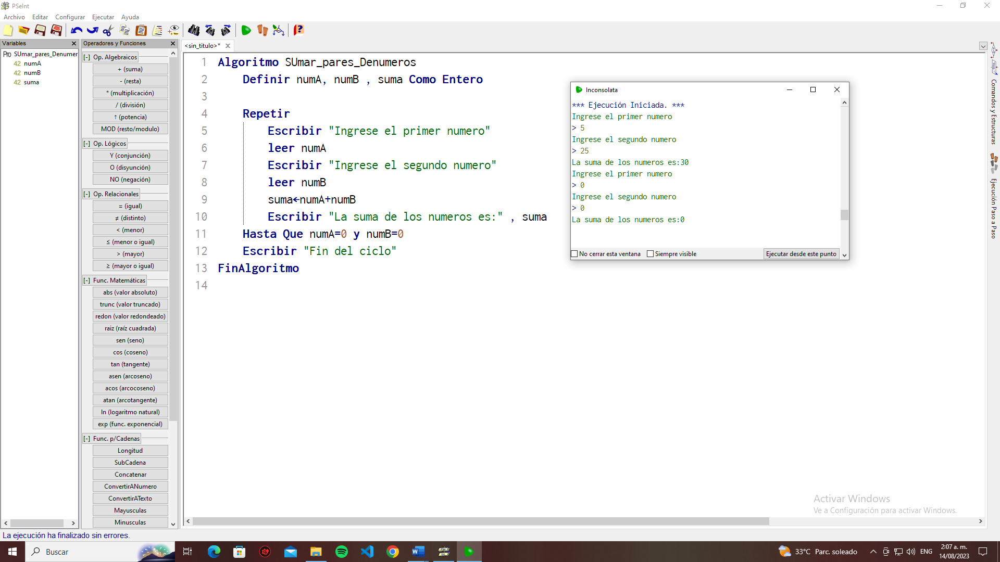 PSeInt
Archivo Editar Configurar Ejecutar Ayuda
Variables
Operadores y Funciones
<sin_titulo>*
SUmar_pares_Denumer
42 numA
42 numB
42 suma
[-] Op. Algebraicos
+ (suma)
- (resta)
* (multiplicación)
/ (división)
↑ (potencia)
MOD (resto/modulo)
[-] Op. Lógicos
Y (conjunción)
O (disyunción)
NO (negación)
[-] Op. Relacionales
= (igual)
≠ (distinto)
< (menor)
≤ (menor o igual)
> (mayor)
≥ (mayor o igual)
[-] Func. Matemáticas
abs (valor absoluto)
trunc (valor truncado)
redon (valor redondeado)
raiz (raíz cuadrada)
sen (seno)
cos (coseno)
tan (tangente)
asen (arcoseno)
acos (arcocoseno)
atan (arcotangente)
ln (logaritmo natural)
exp (func. exponencial)
[-] Func. p/Cadenas
Longitud
SubCadena
Concatenar
ConvertirANumero
ConvertirATexto
Mayusculas
Minusculas
1 Algoritmo SUmar_pares_Denumeros
2 Definir numA, numB , suma Como Entero
3
4 Repetir
5 Escribir "Ingrese el primer numero"
6 leer numA
7 Escribir "Ingrese el segundo numero"
8 leer numB
9 suma←numA+numB
10 Escribir "La suma de los numeros es:" , suma
11 Hasta Que numA=0 y numB=0
12 Escribir "Fin del ciclo"
13 FinAlgoritmo
14
Inconsolata
*** Ejecución Iniciada. ***
Ingrese el primer numero
> 5
Ingrese el segundo numero
> 25
La suma de los numeros es:30
Ingrese el primer numero
> 0
Ingrese el segundo numero
> 0
La suma de los numeros es:0
No cerrar esta ventana Siempre visible Ejecutar desde este punto
Comandos y Estructuras
Ejecución Paso a Paso
Activar Windows
Ve a Configuración para activar Windows.
La ejecución ha finalizado sin errores.
Buscar
33°C Parc. soleado
ENG
2:07 a. m.
14/08/2023